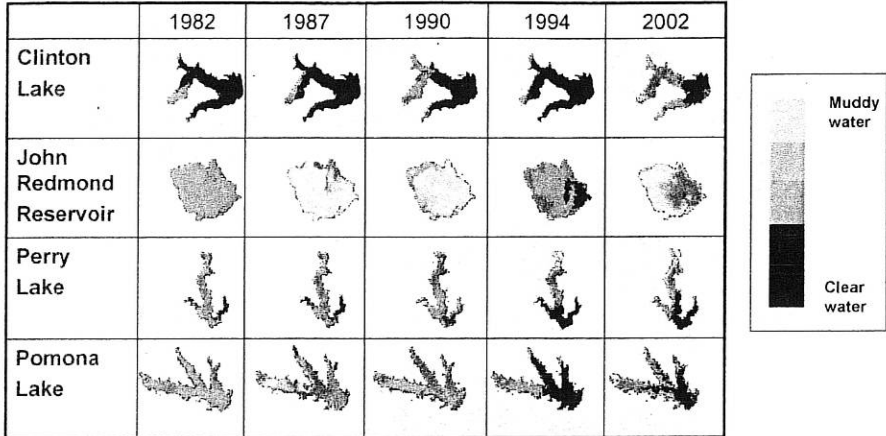 1982 1987 1990 1994 2002
Clinton
Lake
John
Redmond
Reservoir
Perry
Lake
Pomona
Lake
Muddy
water
Clear
water